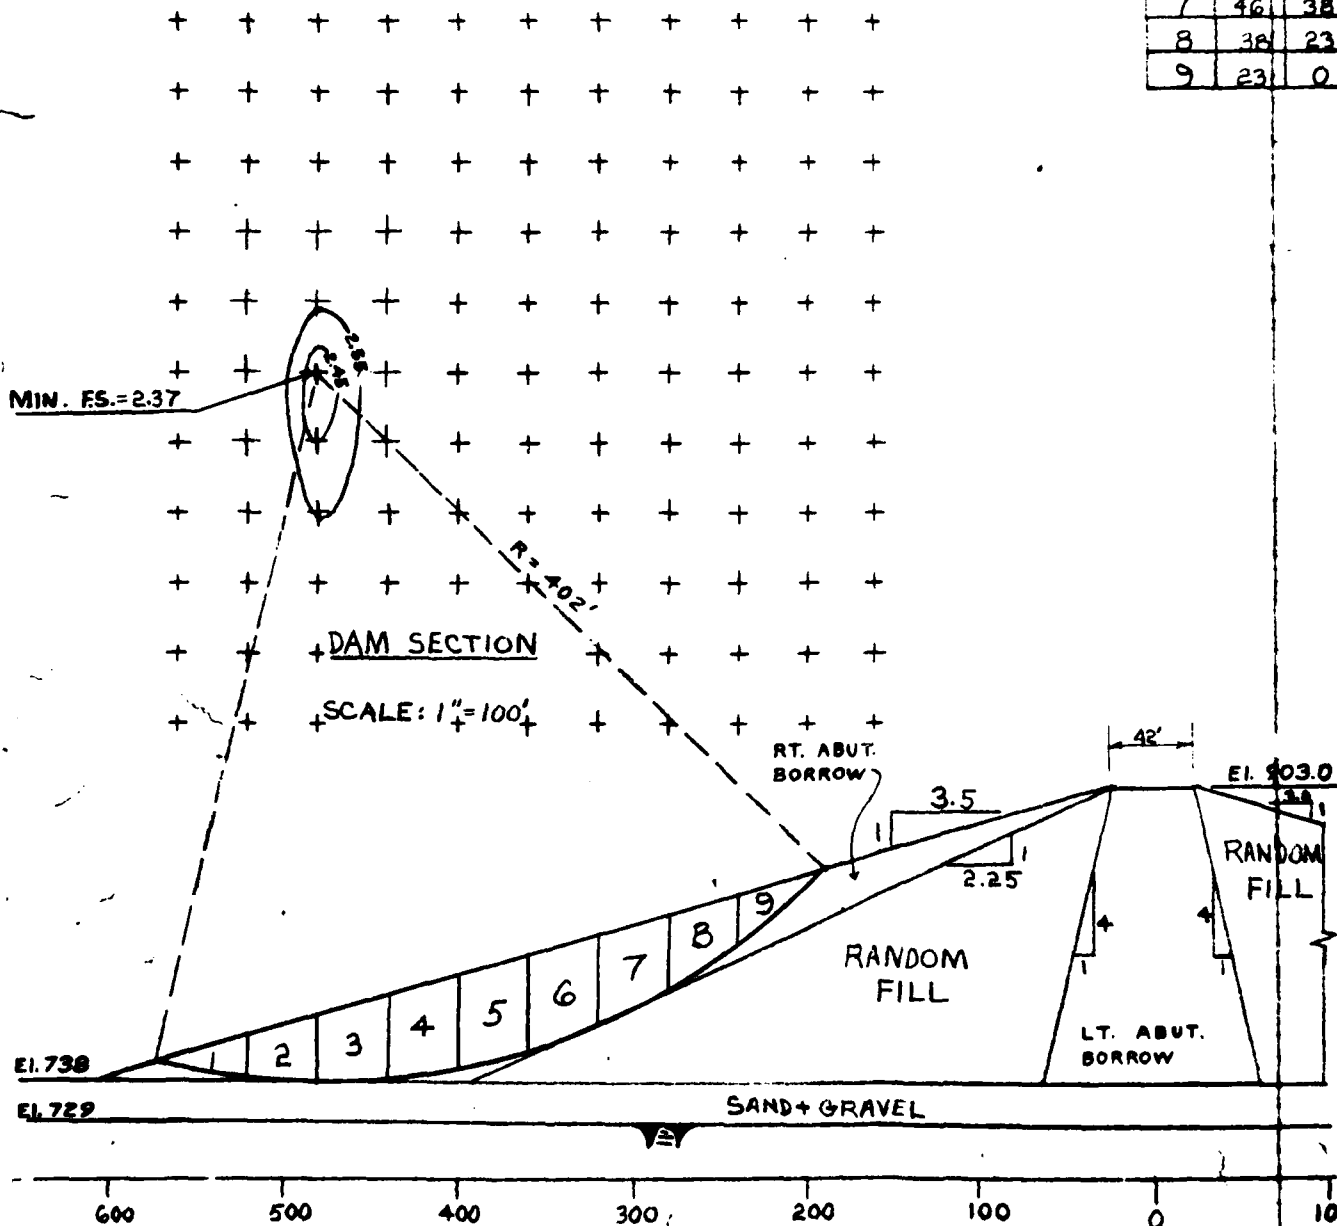 7 46 38
8 38 23
9 23 0
2.55
2.45
MIN. F.S.=2.37
R = 402'
DAM SECTION
SCALE: 1"=100'
RT. ABUT.
BORROW
42'
El. 903.0
3.5
1
2.25
1
1
RANDOM
FILL
9
8
7
6
5
4
3
2
1
RANDOM
FILL
4
1
4
1
LT. ABUT.
BORROW
El. 738
El. 729
SAND + GRAVEL
600 500 400 300 200 100 0 10